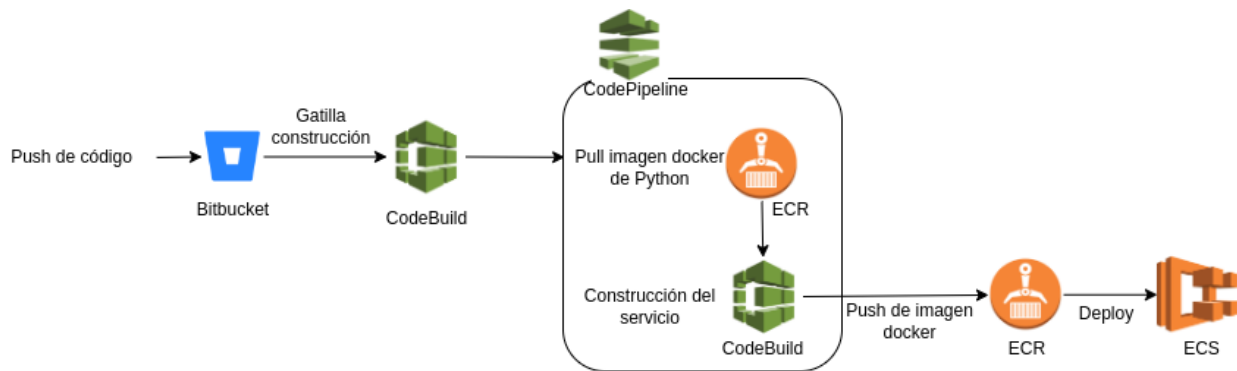 CodePipeline
Gatilla
construcción
Push de código
Bitbucket
CodeBuild
Pull imagen docker
de Python
ECR
Construcción del
servicio
CodeBuild
Push de imagen
docker
ECR
Deploy
ECS